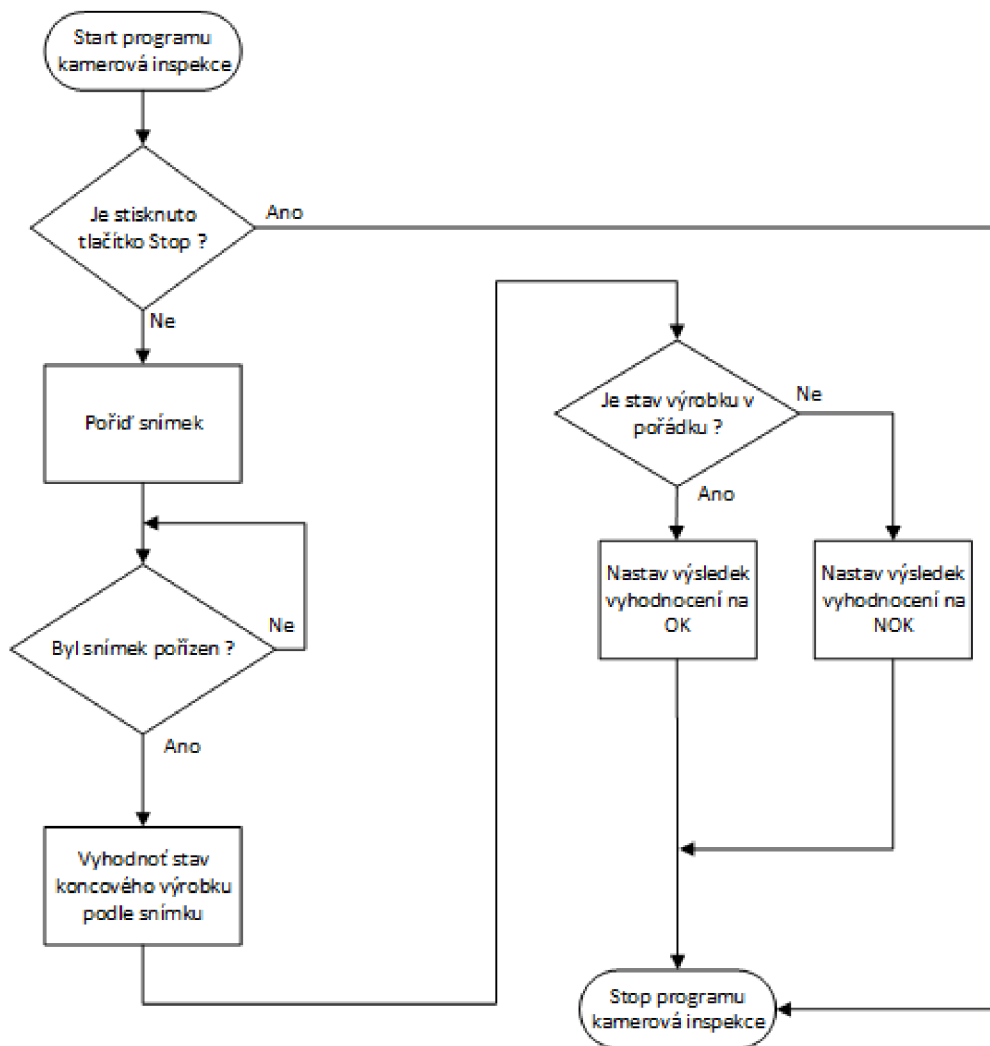 Start programu
kamerová inspekce
Je stisknuto
tlačítko Stop ?
Ano
Ne
Pořiď snímek
Byl snímek pořízen ?
Ne
Ano
Vyhodnoť stav
koncového výrobku
podle snímku
Je stav výrobku v
pořádku ?
Ne
Ano
Nastav výsledek
vyhodnocení na
OK
Nastav výsledek
vyhodnocení na
NOK
Stop programu
kamerová inspekce